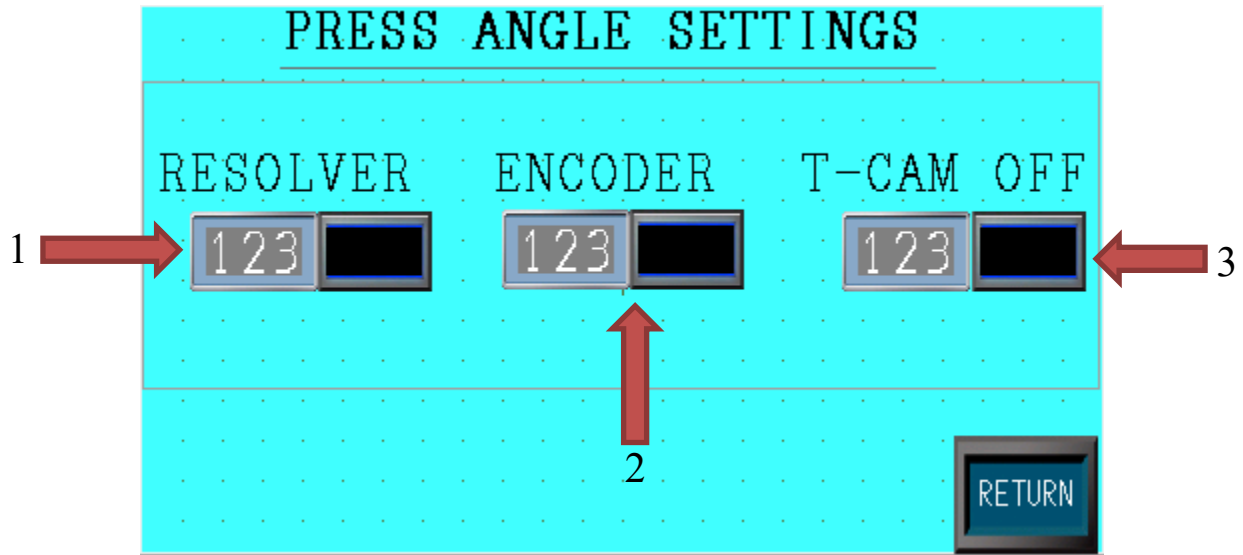 PRESS ANGLE SETTINGS
RESOLVER ENCODER T-CAM OFF
1 123 123 123 3
2
RETURN